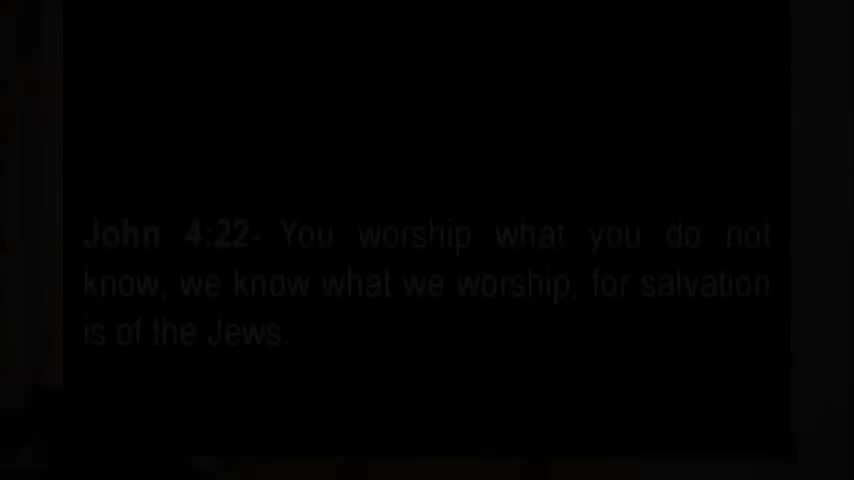 John 4:22- You worship what you do not
know, we know what we worship, for salvation
is of the Jews.